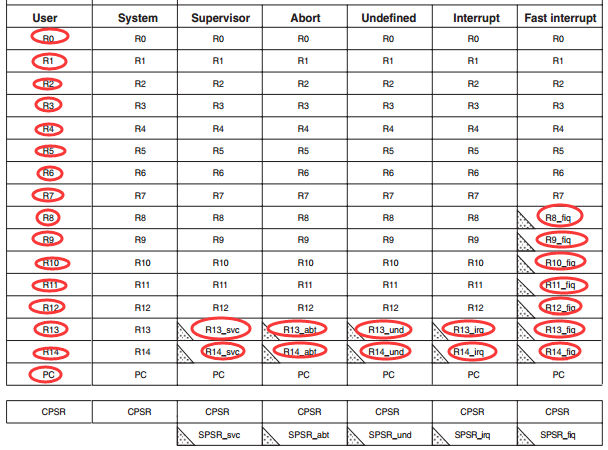 User System Supervisor Abort Undefined Interrupt Fast interrupt
R0 R0 R0 R0 R0 R0 R0
R1 R1 R1 R1 R1 R1 R1
R2 R2 R2 R2 R2 R2 R2
R3 R3 R3 R3 R3 R3 R3
R4 R4 R4 R4 R4 R4 R4
R5 R5 R5 R5 R5 R5 R5
R6 R6 R6 R6 R6 R6 R6
R7 R7 R7 R7 R7 R7 R7
R8 R8 R8 R8 R8 R8 R8_fiq
R9 R9 R9 R9 R9 R9 R9_fiq
R10 R10 R10 R10 R10 R10 R10_fiq
R11 R11 R11 R11 R11 R11 R11_fiq
R12 R12 R12 R12 R12 R12 R12_fiq
R13 R13 R13_svc R13_abt R13_und R13_irq R13_fiq
R14 R14 R14_svc R14_abt R14_und R14_irq R14_fiq
PC PC PC PC PC PC PC
CPSR CPSR CPSR CPSR CPSR CPSR CPSR
SPSR_svc SPSR_abt SPSR_und SPSR_irq SPSR_fiq